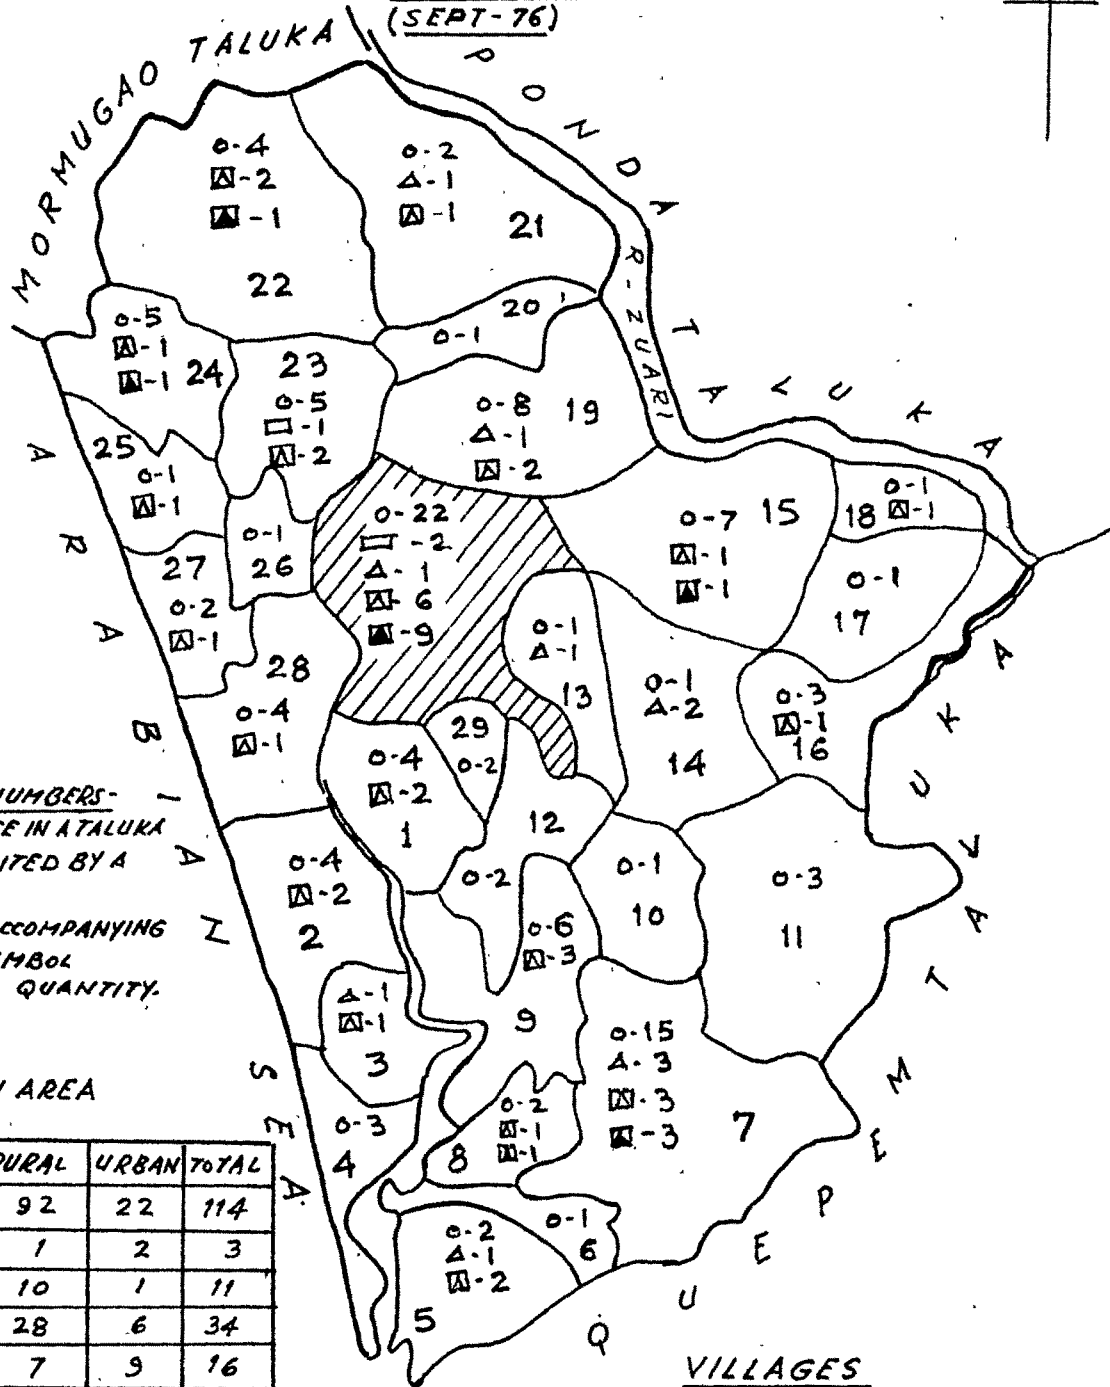 (SEPT-76)
MORMUGAO TALUKA
PONDA TALUKA
R-ZUARI
ARABIAN SEA
QUEPEM TALUKA
O-4
-2
-1
22
O-2
Δ-1
-1
21
20
O-1
O-5
-1
-1
24
23
O-5
-1
-2
O-8
Δ-1
-2
19
25
O-1
-1
O-1
26
O-22
-2
Δ-1
-6
-9
O-7
-1
-1
15
18
O-1
-1
O-1
17
27
O-2
-1
28
O-4
-1
O-1
Δ-1
13
O-1
Δ-2
14
O-3
-1
16
29
O-2
O-4
-2
1
12
O-2
O-4
-2
2
O-1
10
O-3
11
O-6
-3
9
Δ-1
-1
3
O-3
4
O-2
-1
-1
8
O-15
Δ-3
-3
-3
7
O-1
6
O-2
Δ-1
-2
5
NUMBERS-
CE IN A TALUKA
ITED BY A
CCOMPANYING
MBOL
QUANTITY.
AREA
RURAL URBAN TOTAL
92 22 114
1 2 3
10 1 11
28 6 34
7 9 16
VILLAGES